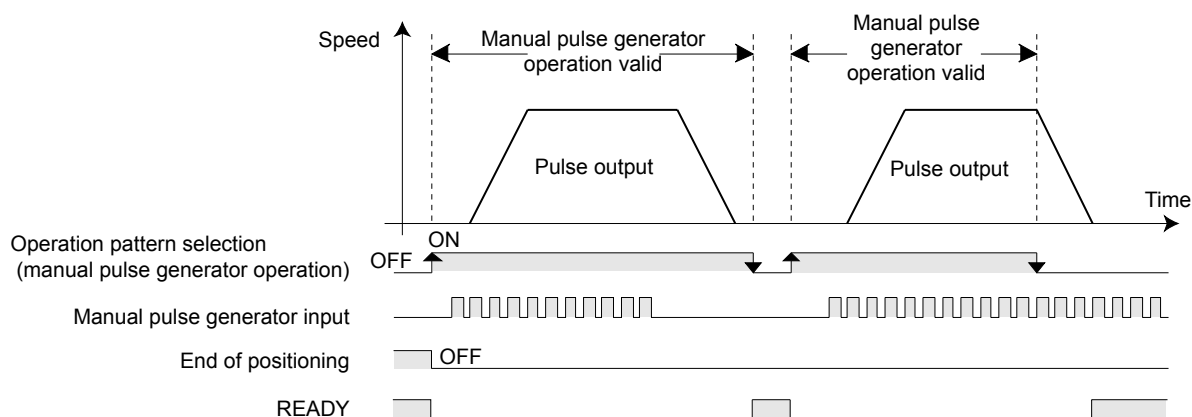 Speed
Manual pulse generator
operation valid
Manual pulse
generator
operation valid
Pulse output
Pulse output
Time
Operation pattern selection
(manual pulse generator operation)
ON
OFF
Manual pulse generator input
End of positioning
OFF
READY